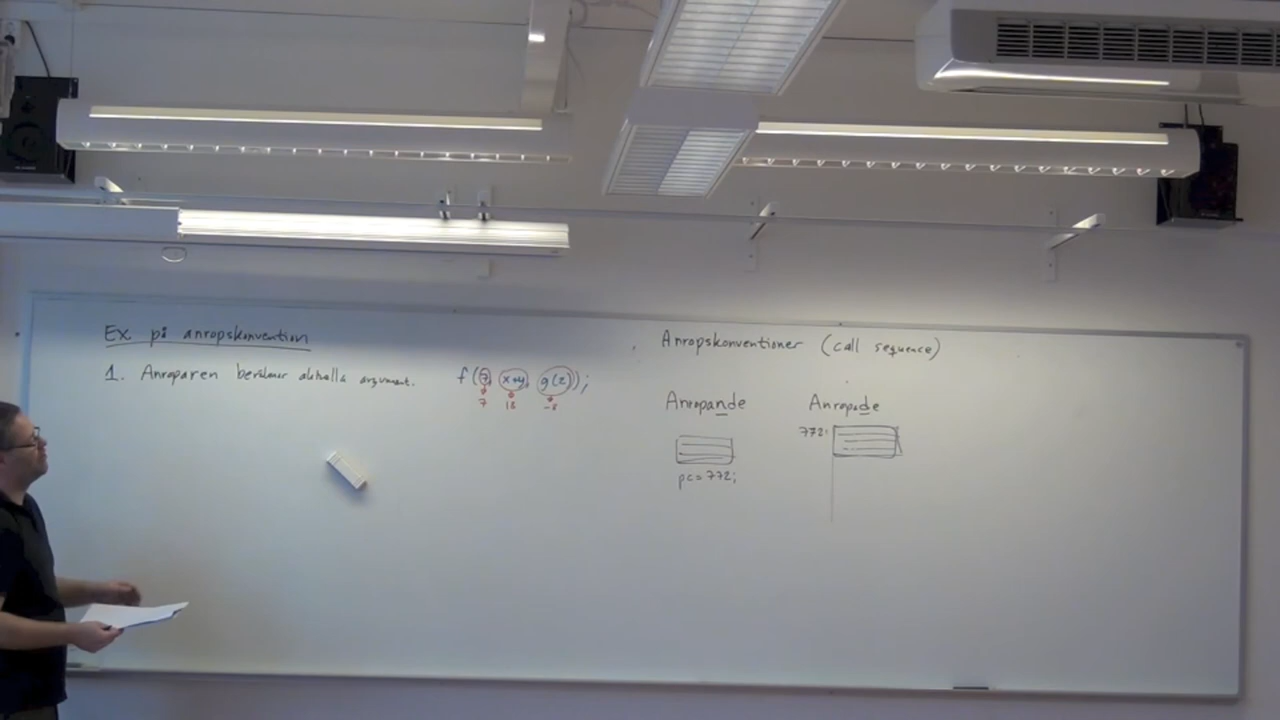 Ex på anropskonvention
1. Anroparen beräknar aktuella argument. f(7, x+y, g(z));
7 18 -8
Anropskonventioner (call sequence)
Anropande Anropade
772:
pc=772;